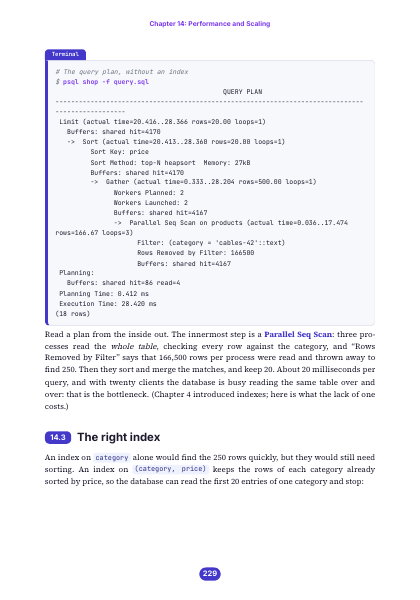 Chapter 14: Performance and Scaling
Terminal
# The query plan, without an index
$ psql shop -f query.sql
QUERY PLAN
-------------------------------------------------------------------------------
------------------
Limit (actual time=20.416..28.366 rows=20.00 loops=1)
Buffers: shared hit=4170
-> Sort (actual time=20.413..28.360 rows=20.00 loops=1)
Sort Key: price
Sort Method: top-N heapsort Memory: 27kB
Buffers: shared hit=4170
-> Gather (actual time=0.333..28.204 rows=500.00 loops=1)
Workers Planned: 2
Workers Launched: 2
Buffers: shared hit=4167
-> Parallel Seq Scan on products (actual time=0.036..17.474
rows=166.67 loops=3)
Filter: (category = 'cables-42'::text)
Rows Removed by Filter: 166500
Buffers: shared hit=4167
Planning:
Buffers: shared hit=86 read=4
Planning Time: 0.412 ms
Execution Time: 28.420 ms
(18 rows)
Read a plan from the inside out. The innermost step is a Parallel Seq Scan: three pro-
cesses read the whole table, checking every row against the category, and “Rows
Removed by Filter” says that 166,500 rows per process were read and thrown away to
find 250. Then they sort and merge the matches, and keep 20. About 20 milliseconds per
query, and with twenty clients the database is busy reading the same table over and
over: that is the bottleneck. (Chapter 4 introduced indexes; here is what the lack of one
costs.)
14.3 The right index
An index on category alone would find the 250 rows quickly, but they would still need
sorting. An index on (category, price) keeps the rows of each category already
sorted by price, so the database can read the first 20 entries of one category and stop:
229